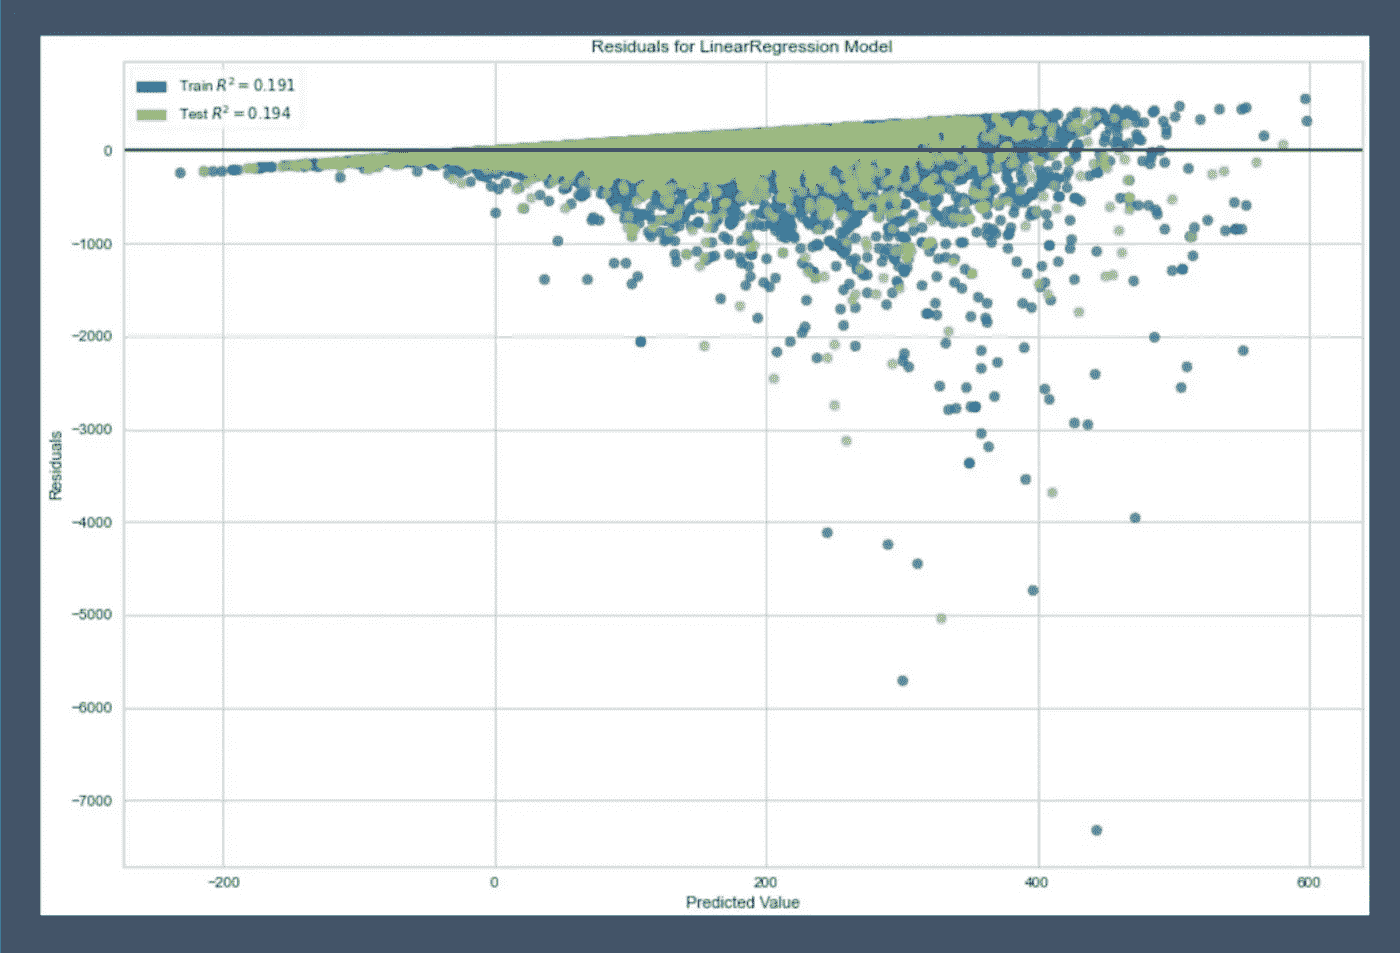 Residuals for LinearRegression Model
Train R² = 0.191
Test R² = 0.194
0
−1000
−2000
−3000
−4000
−5000
−6000
−7000
Residuals
−200
0
200
400
600
Predicted Value